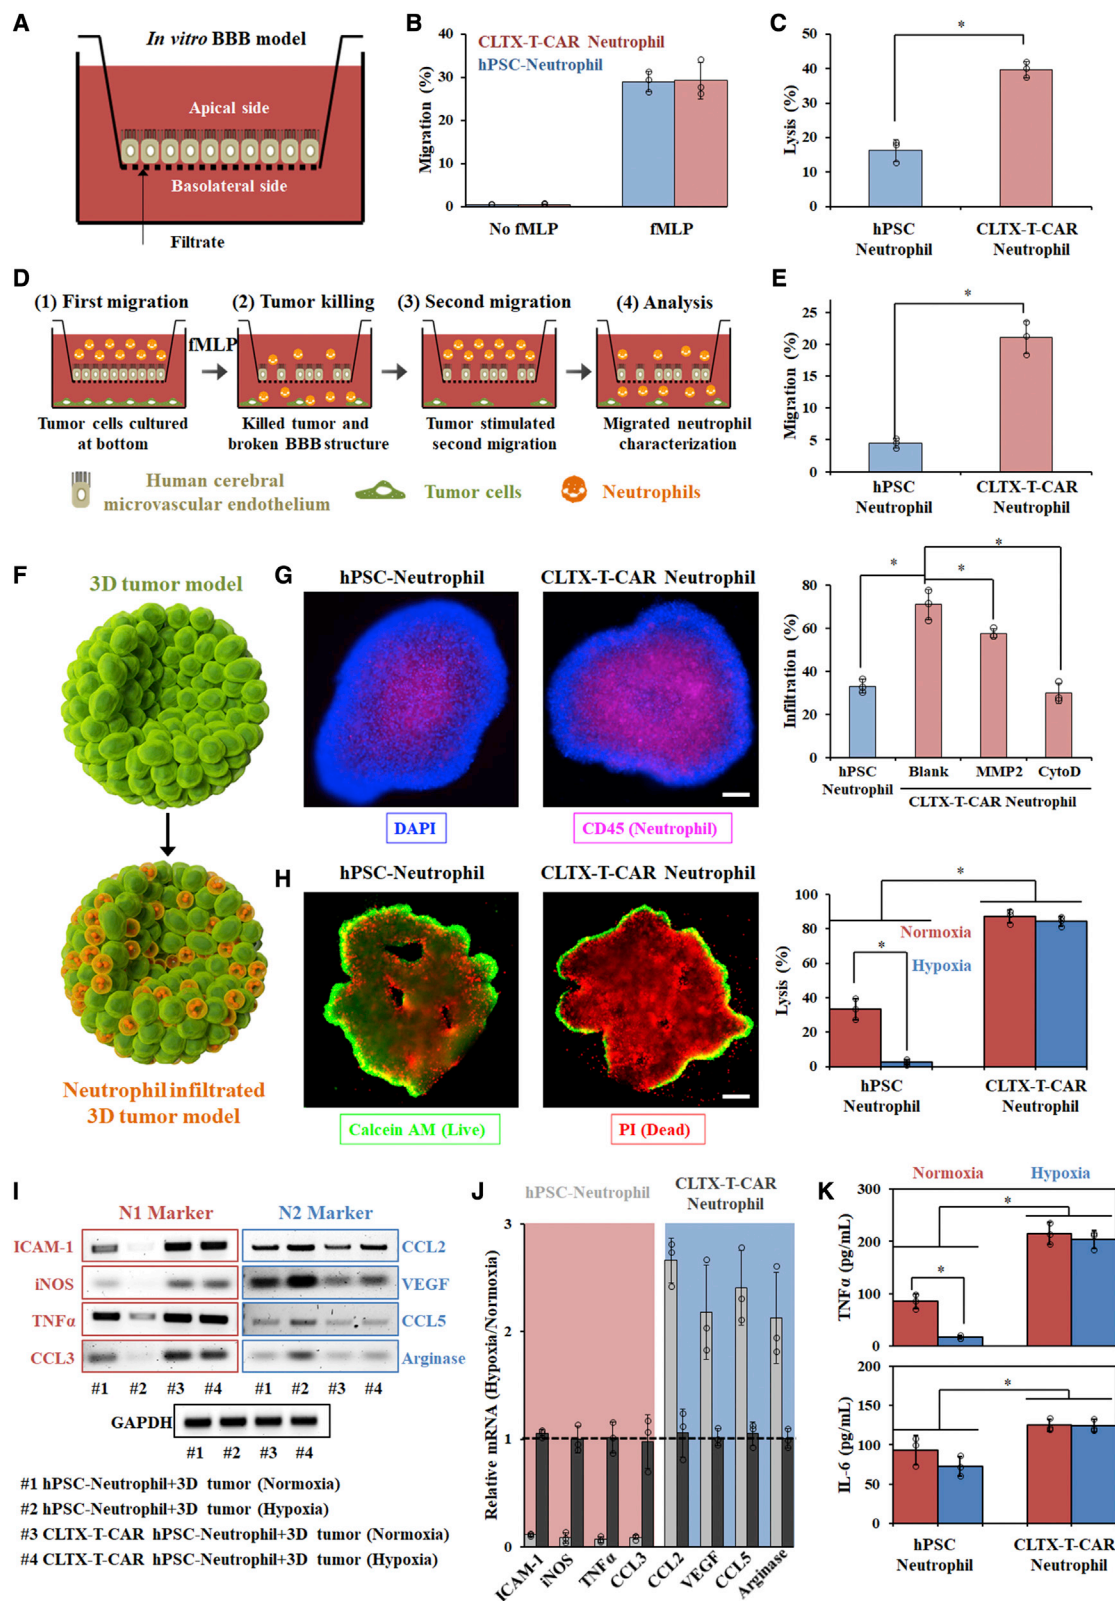 A
In vitro BBB model
Apical side
Basolateral side
Filtrate
B
Migration (%)
40
30
20
10
0
CLTX-T-CAR Neutrophil
hPSC-Neutrophil
No fMLP
fMLP
C
Lysis (%)
50
40
30
20
10
0
*
hPSC
Neutrophil
CLTX-T-CAR
Neutrophil
D
(1) First migration
(2) Tumor killing
(3) Second migration
(4) Analysis
fMLP
Tumor cells cultured
at bottom
Killed tumor and
broken BBB structure
Tumor stimulated
second migration
Migrated neutrophil
characterization
Human cerebral
microvascular endothelium
Tumor cells
Neutrophils
E
Migration (%)
25
20
15
10
5
0
*
hPSC
Neutrophil
CLTX-T-CAR
Neutrophil
F
3D tumor model
Neutrophil infiltrated
3D tumor model
G
hPSC-Neutrophil
CLTX-T-CAR Neutrophil
DAPI
CD45 (Neutrophil)
Infiltration (%)
80
60
40
20
0
*
*
*
hPSC
Neutrophil
Blank
MMP2
CytoD
CLTX-T-CAR Neutrophil
H
hPSC-Neutrophil
CLTX-T-CAR Neutrophil
Calcein AM (Live)
PI (Dead)
Lysis (%)
100
80
60
40
20
0
*
*
Normoxia
Hypoxia
hPSC
Neutrophil
CLTX-T-CAR
Neutrophil
I
N1 Marker
N2 Marker
ICAM-1
CCL2
iNOS
VEGF
TNFα
CCL5
CCL3
Arginase
#1 #2 #3 #4
#1 #2 #3 #4
GAPDH
#1 #2 #3 #4
#1 hPSC-Neutrophil+3D tumor (Normoxia)
#2 hPSC-Neutrophil+3D tumor (Hypoxia)
#3 CLTX-T-CAR hPSC-Neutrophil+3D tumor (Normoxia)
#4 CLTX-T-CAR hPSC-Neutrophil+3D tumor (Hypoxia)
J
hPSC-Neutrophil
CLTX-T-CAR
Neutrophil
Relative mRNA (Hypoxia/Normoxia)
3
2
1
0
ICAM-1
iNOS
TNFα
CCL3
CCL2
VEGF
CCL5
Arginase
K
Normoxia
Hypoxia
TNFα (pg/mL)
300
200
100
0
*
*
IL-6 (pg/mL)
200
150
100
50
0
*
hPSC
Neutrophil
CLTX-T-CAR
Neutrophil